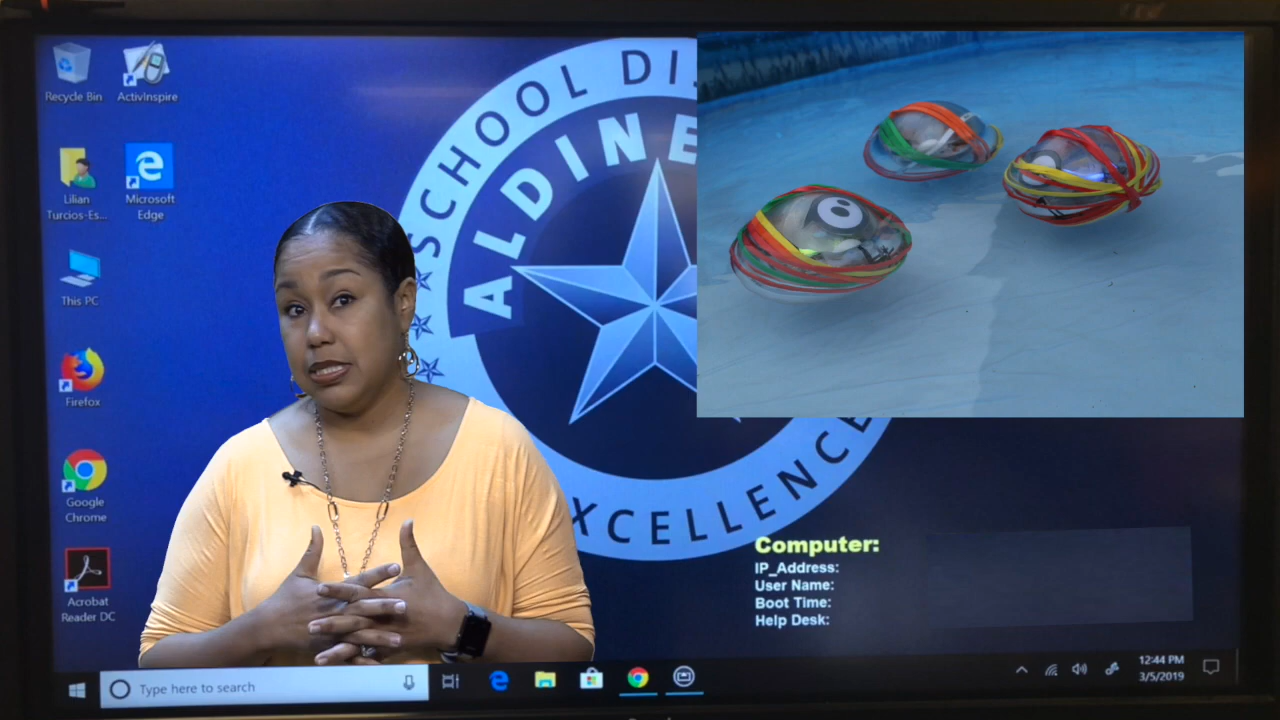 Recycle Bin
ActivInspire
Lilian
Turcios-Es...
Microsoft
Edge
This PC
Firefox
Google
Chrome
Acrobat
Reader DC
SCHOOL DI
ALDINE
XCELLENCE
Computer:
IP_Address:
User Name:
Boot Time:
Help Desk:
Type here to search
12:44 PM
3/5/2019